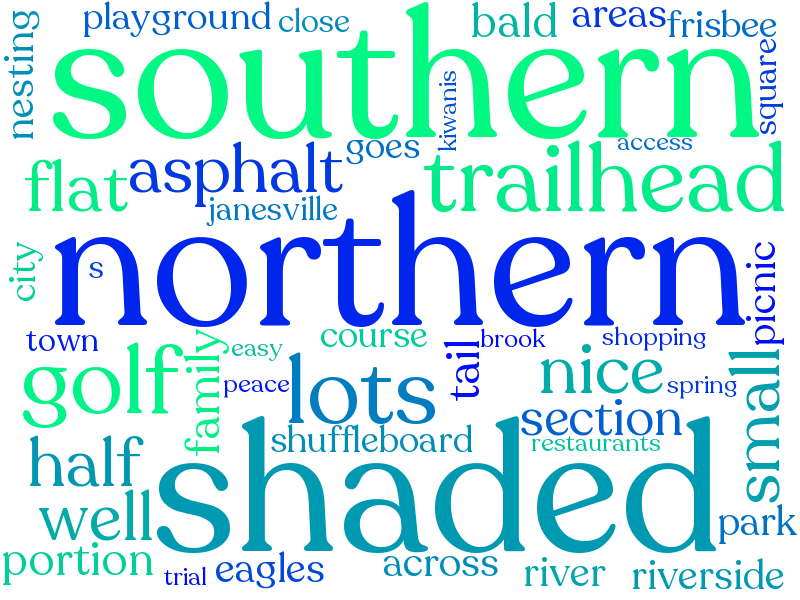 playground
close
bald
areas
frisbee
nesting
southern
square
kiwanis
goes
access
asphalt
flat
trailhead
janesville
northern
city
s
picnic
town
course
brook
shopping
easy
family
golf
peace
lots
tail
nice
spring
small
section
shuffleboard
restaurants
half
shaded
well
park
portion
trial
eagles
across
river
riverside